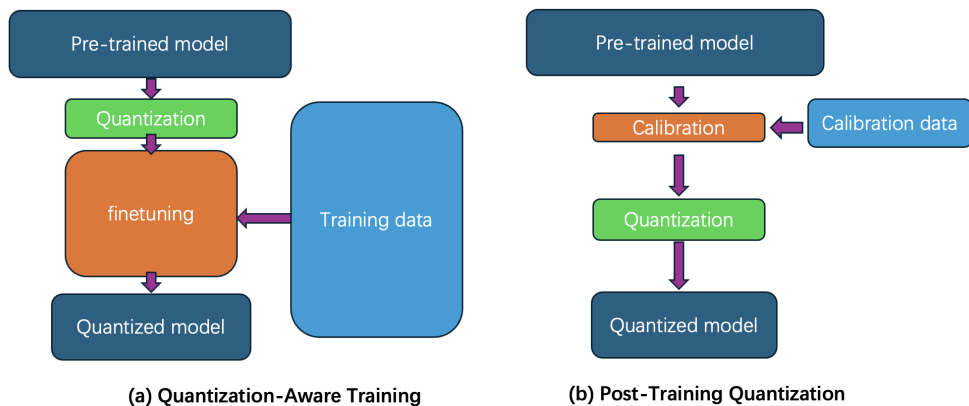 Pre-trained model
Quantization
finetuning
Training data
Quantized model
(a) Quantization-Aware Training
Pre-trained model
Calibration
Calibration data
Quantization
Quantized model
(b) Post-Training Quantization